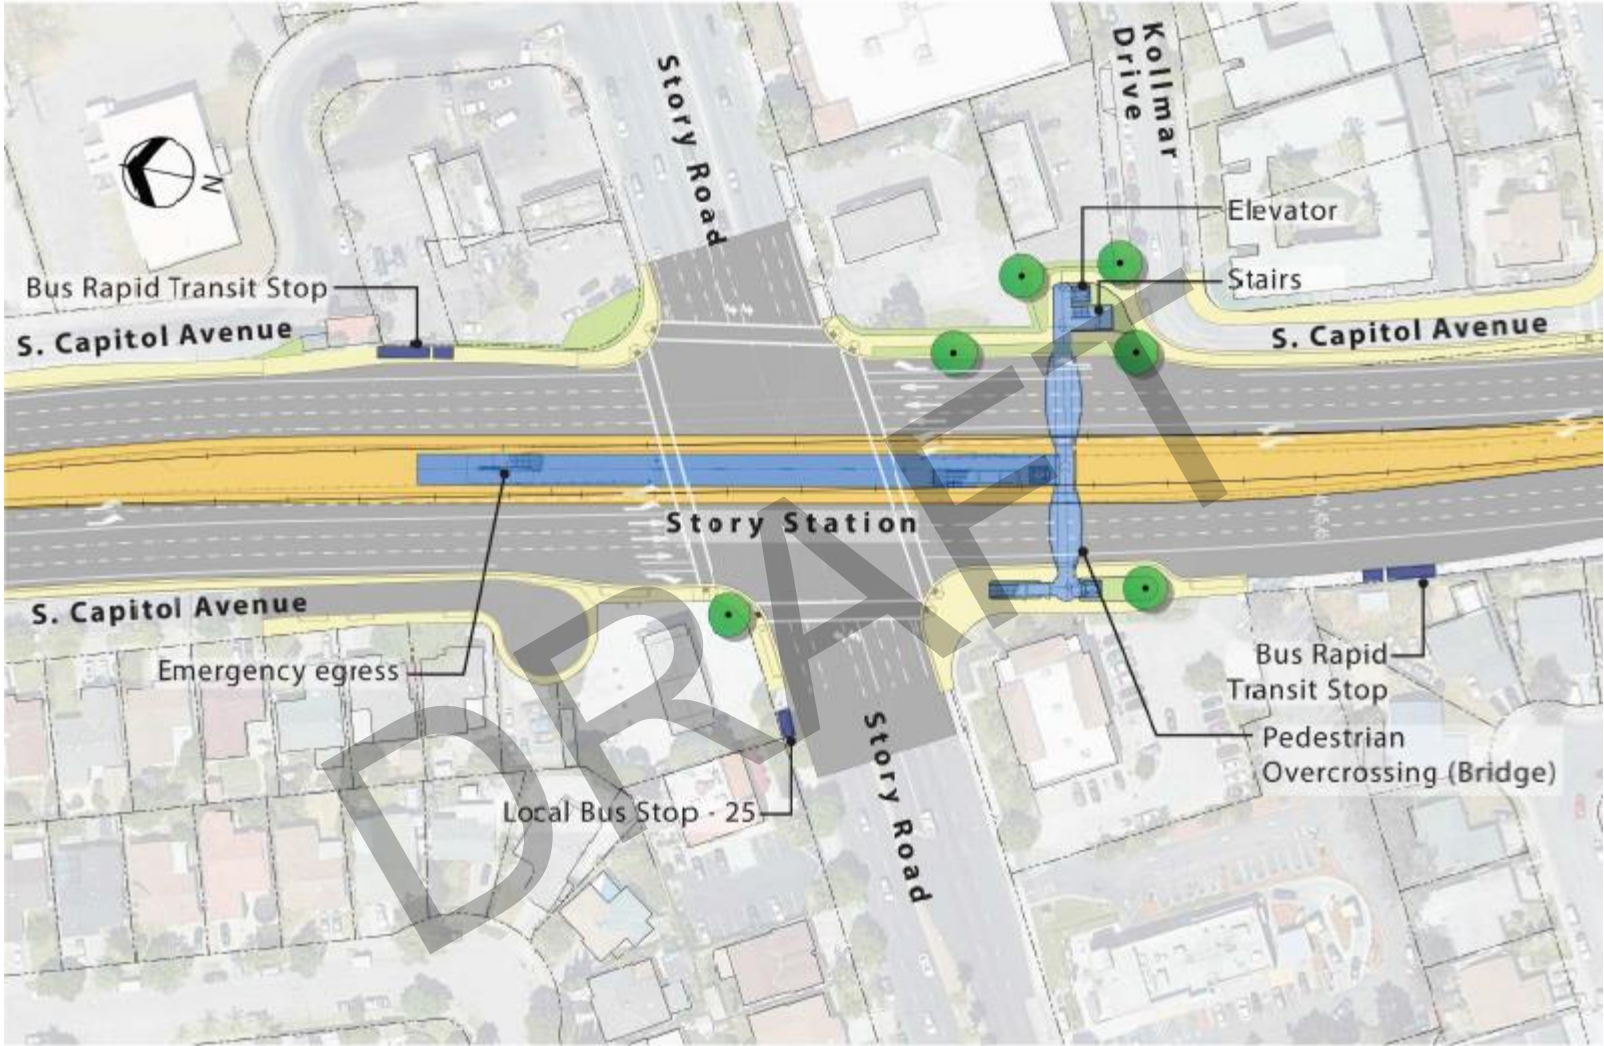 Kollmar
Drive
Story Road
N
Elevator
Bus Rapid Transit Stop
Stairs
S. Capitol Avenue
S. Capitol Avenue
Story Station
S. Capitol Avenue
Emergency egress
Bus Rapid
Transit Stop
Pedestrian
Overcrossing (Bridge)
Local Bus Stop - 25
Story Road
DRAFT